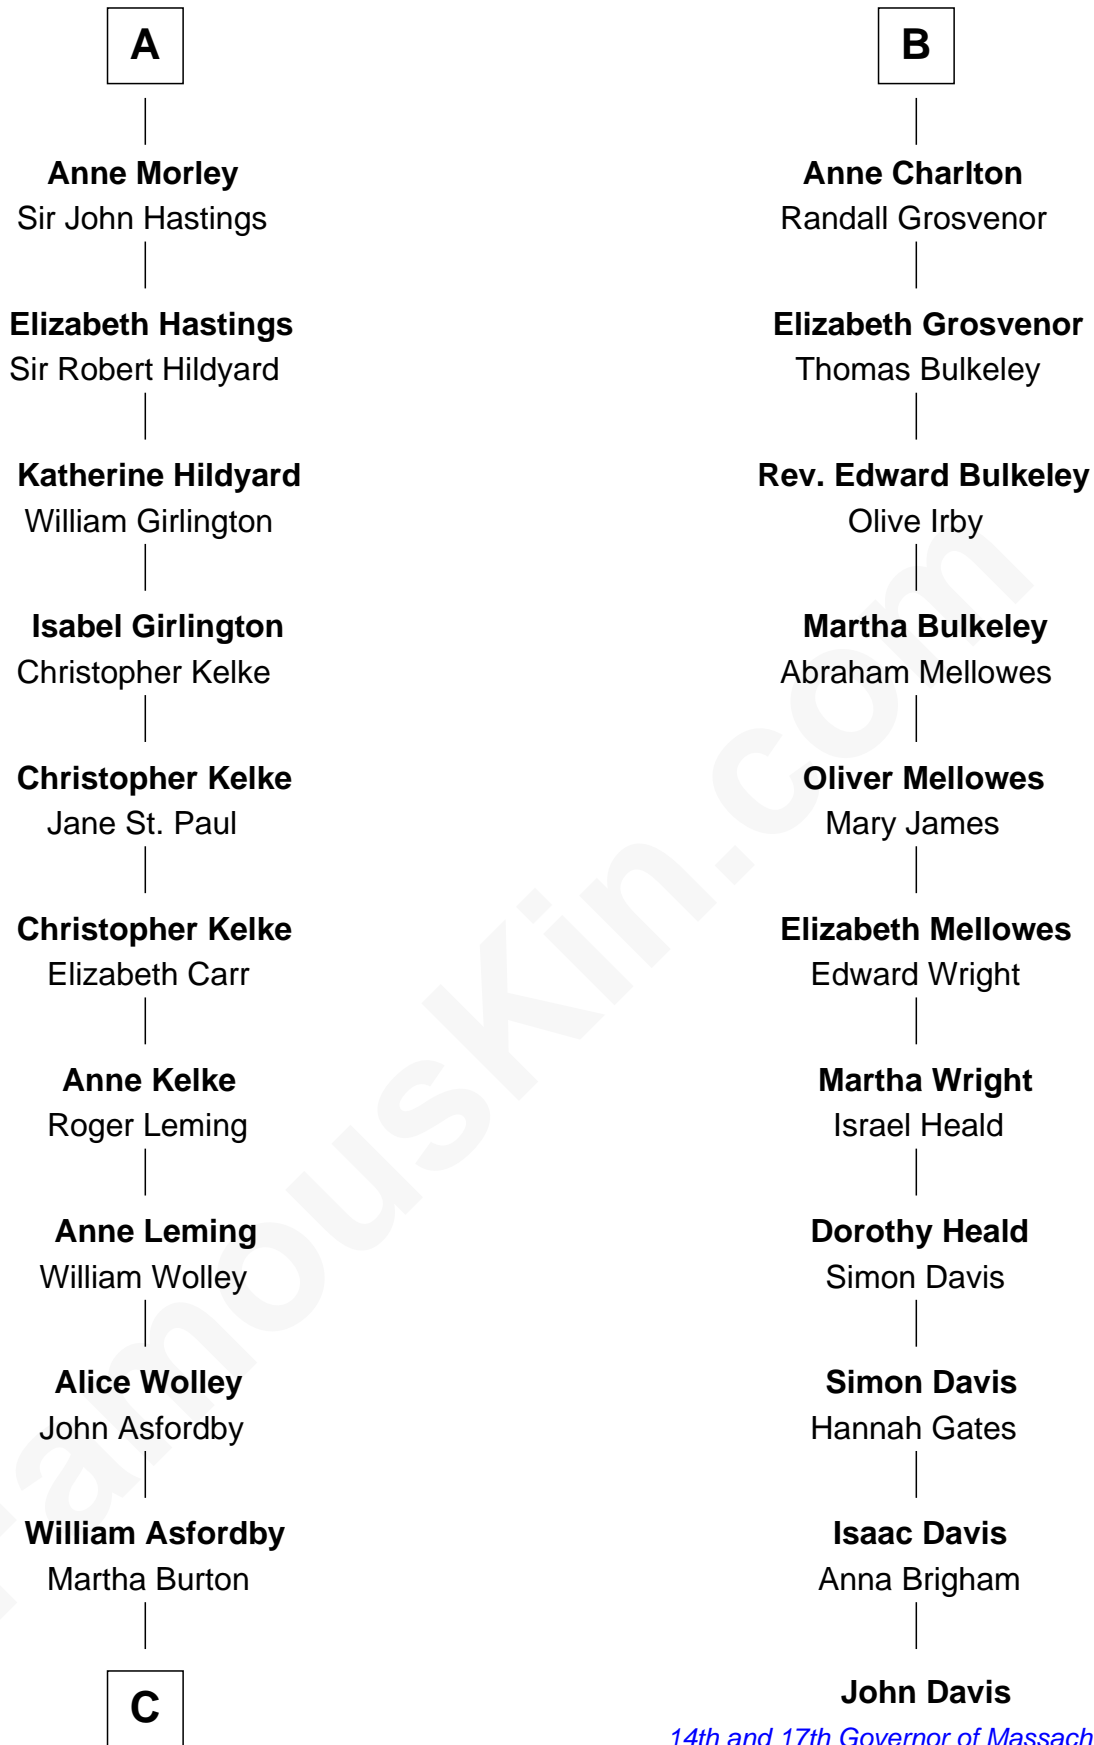 A
Anne Morley
Sir John Hastings
Elizabeth Hastings
Sir Robert Hildyard
Katherine Hildyard
William Girlington
Isabel Girlington
Christopher Kelke
Christopher Kelke
Jane St. Paul
Christopher Kelke
Elizabeth Carr
Anne Kelke
Roger Leming
Anne Leming
William Wolley
Alice Wolley
John Asfordby
William Asfordby
Martha Burton
C
B
Anne Charlton
Randall Grosvenor
Elizabeth Grosvenor
Thomas Bulkeley
Rev. Edward Bulkeley
Olive Irby
Martha Bulkeley
Abraham Mellowes
Oliver Mellowes
Mary James
Elizabeth Mellowes
Edward Wright
Martha Wright
Israel Heald
Dorothy Heald
Simon Davis
Simon Davis
Hannah Gates
Isaac Davis
Anna Brigham
John Davis
14th and 17th Governor of Massach
FamousKin.com